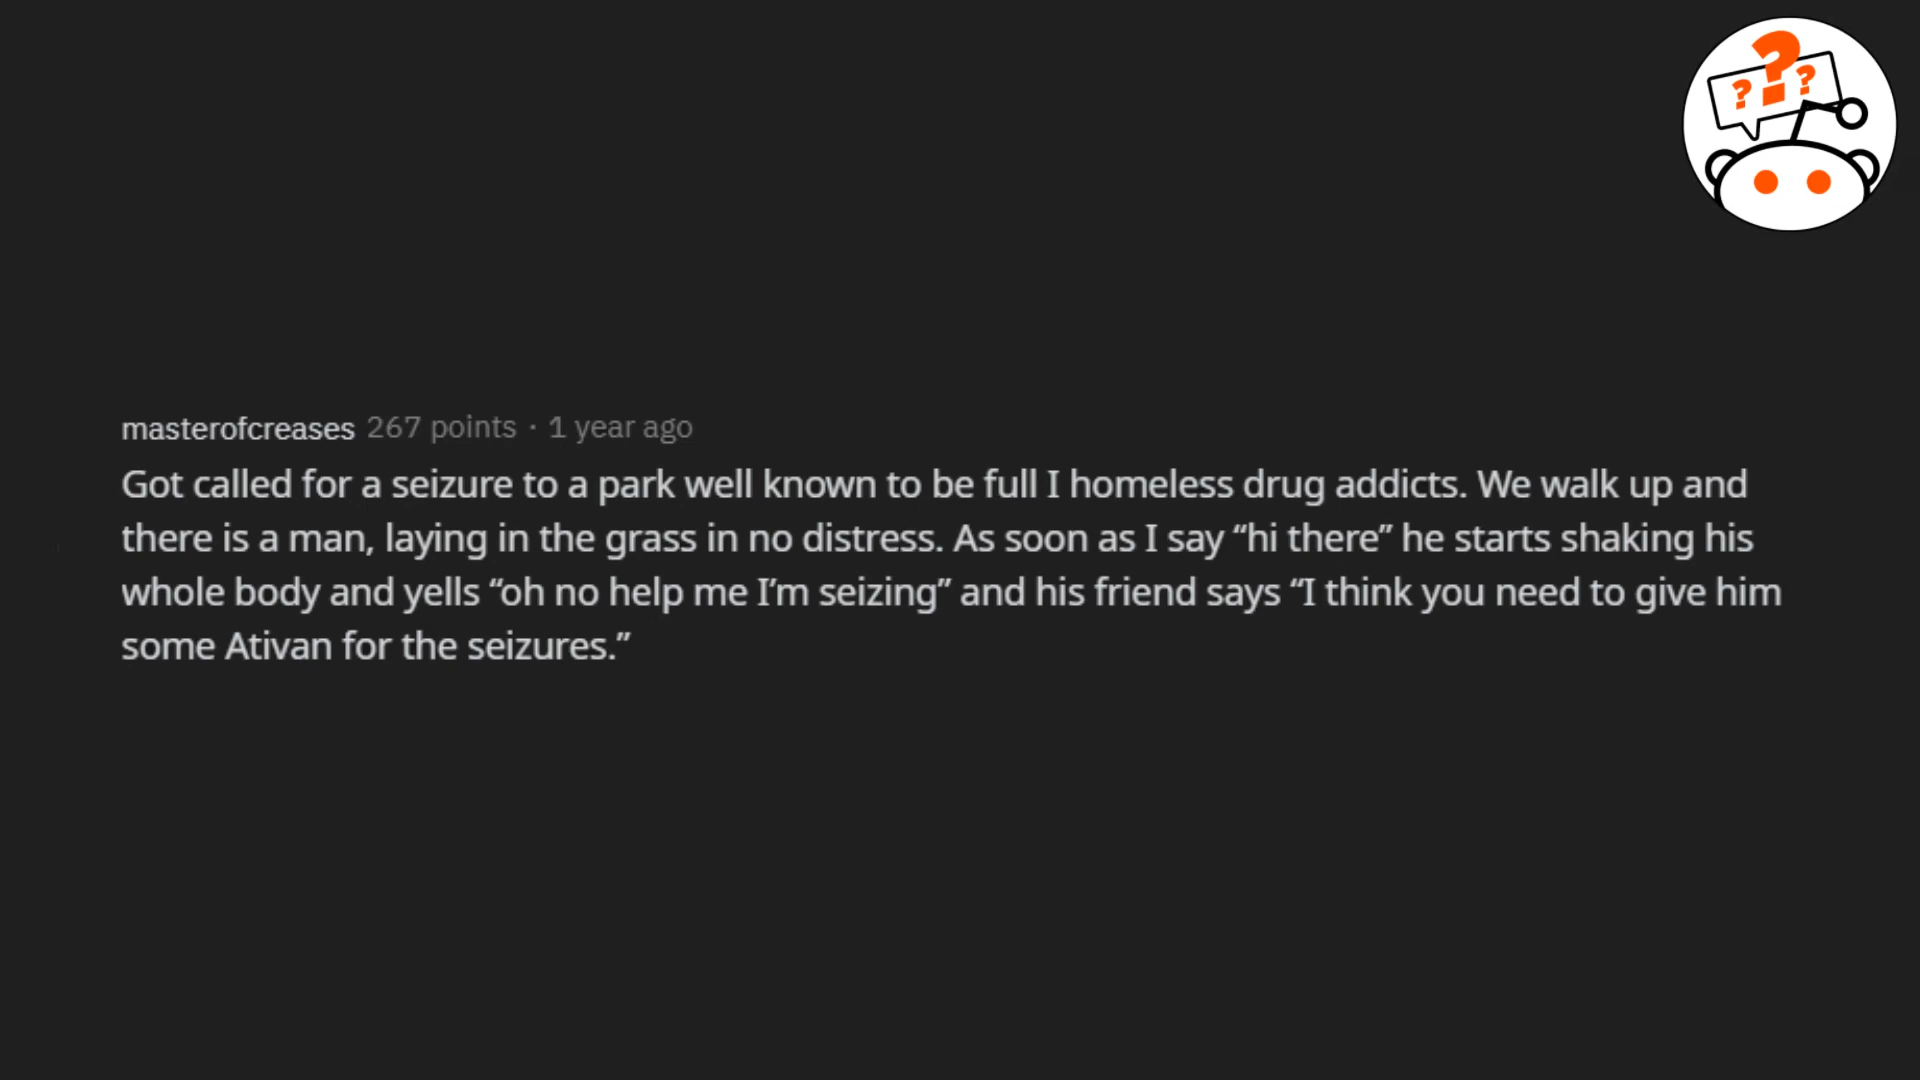 ? ? ?
masterofcreases 267 points · 1 year ago
Got called for a seizure to a park well known to be full I homeless drug addicts. We walk up and
there is a man, laying in the grass in no distress. As soon as I say “hi there” he starts shaking his
whole body and yells “oh no help me I’m seizing” and his friend says “I think you need to give him
some Ativan for the seizures.”